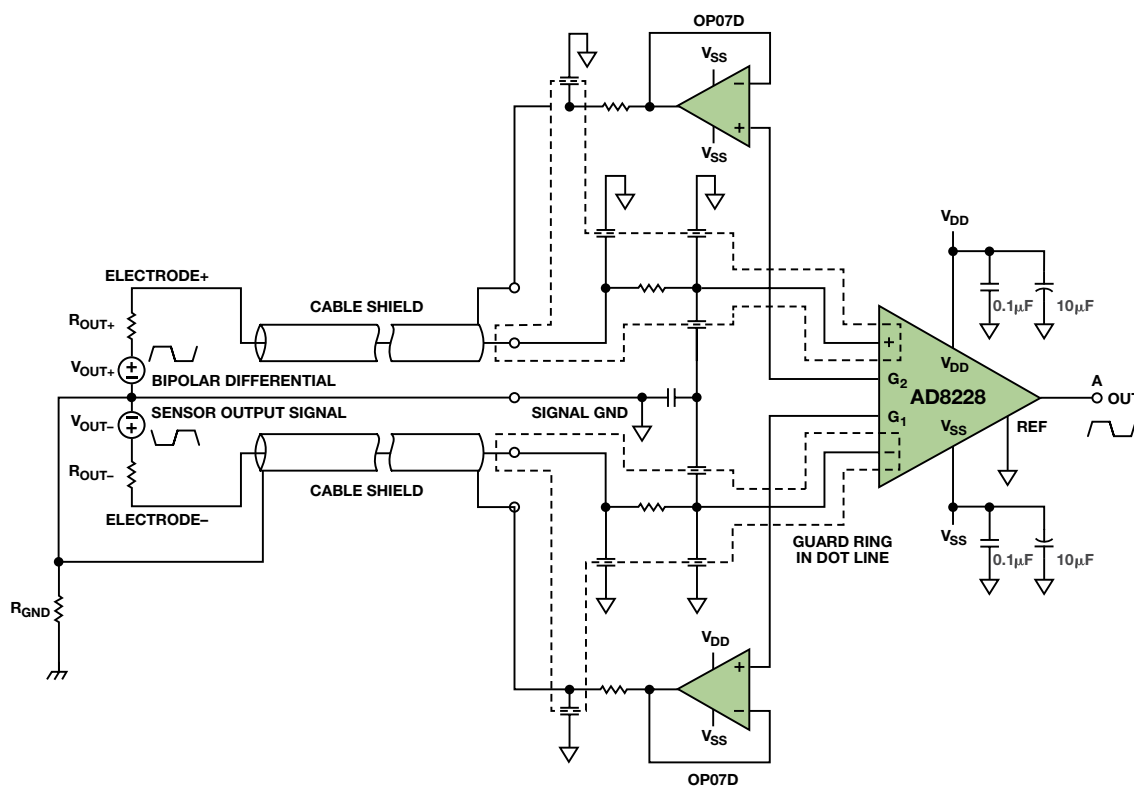 OP07D
VSS
−
+
VSS
VDD
ELECTRODE+
CABLE SHIELD
0.1µF
10µF
ROUT+
+
VDD
VOUT+
BIPOLAR DIFFERENTIAL
G2
A
SENSOR OUTPUT SIGNAL
SIGNAL GND
AD8228
OUT
G1
VOUT−
VSS
REF
−
ROUT−
CABLE SHIELD
ELECTRODE−
GUARD RING
IN DOT LINE
VSS
0.1µF
10µF
RGND
VDD
+
−
VSS
OP07D